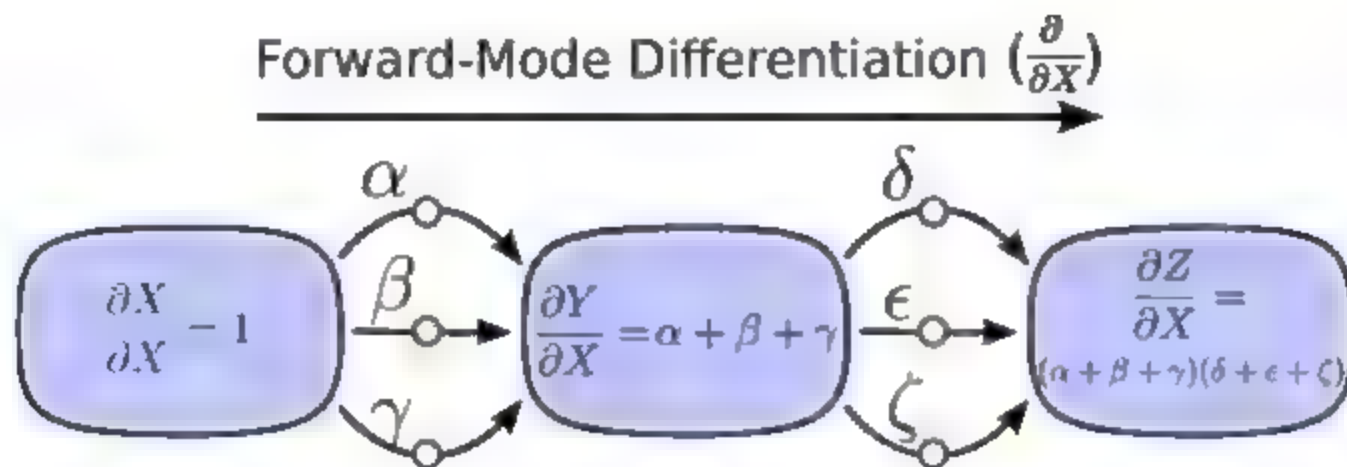 Forward-Mode Differentiation (∂/∂X)
α
δ
β
ϵ
γ
ζ
∂X/∂X = 1
∂Y/∂X = α + β + γ
∂Z/∂X =
(α + β + γ)(δ + ϵ + ζ)